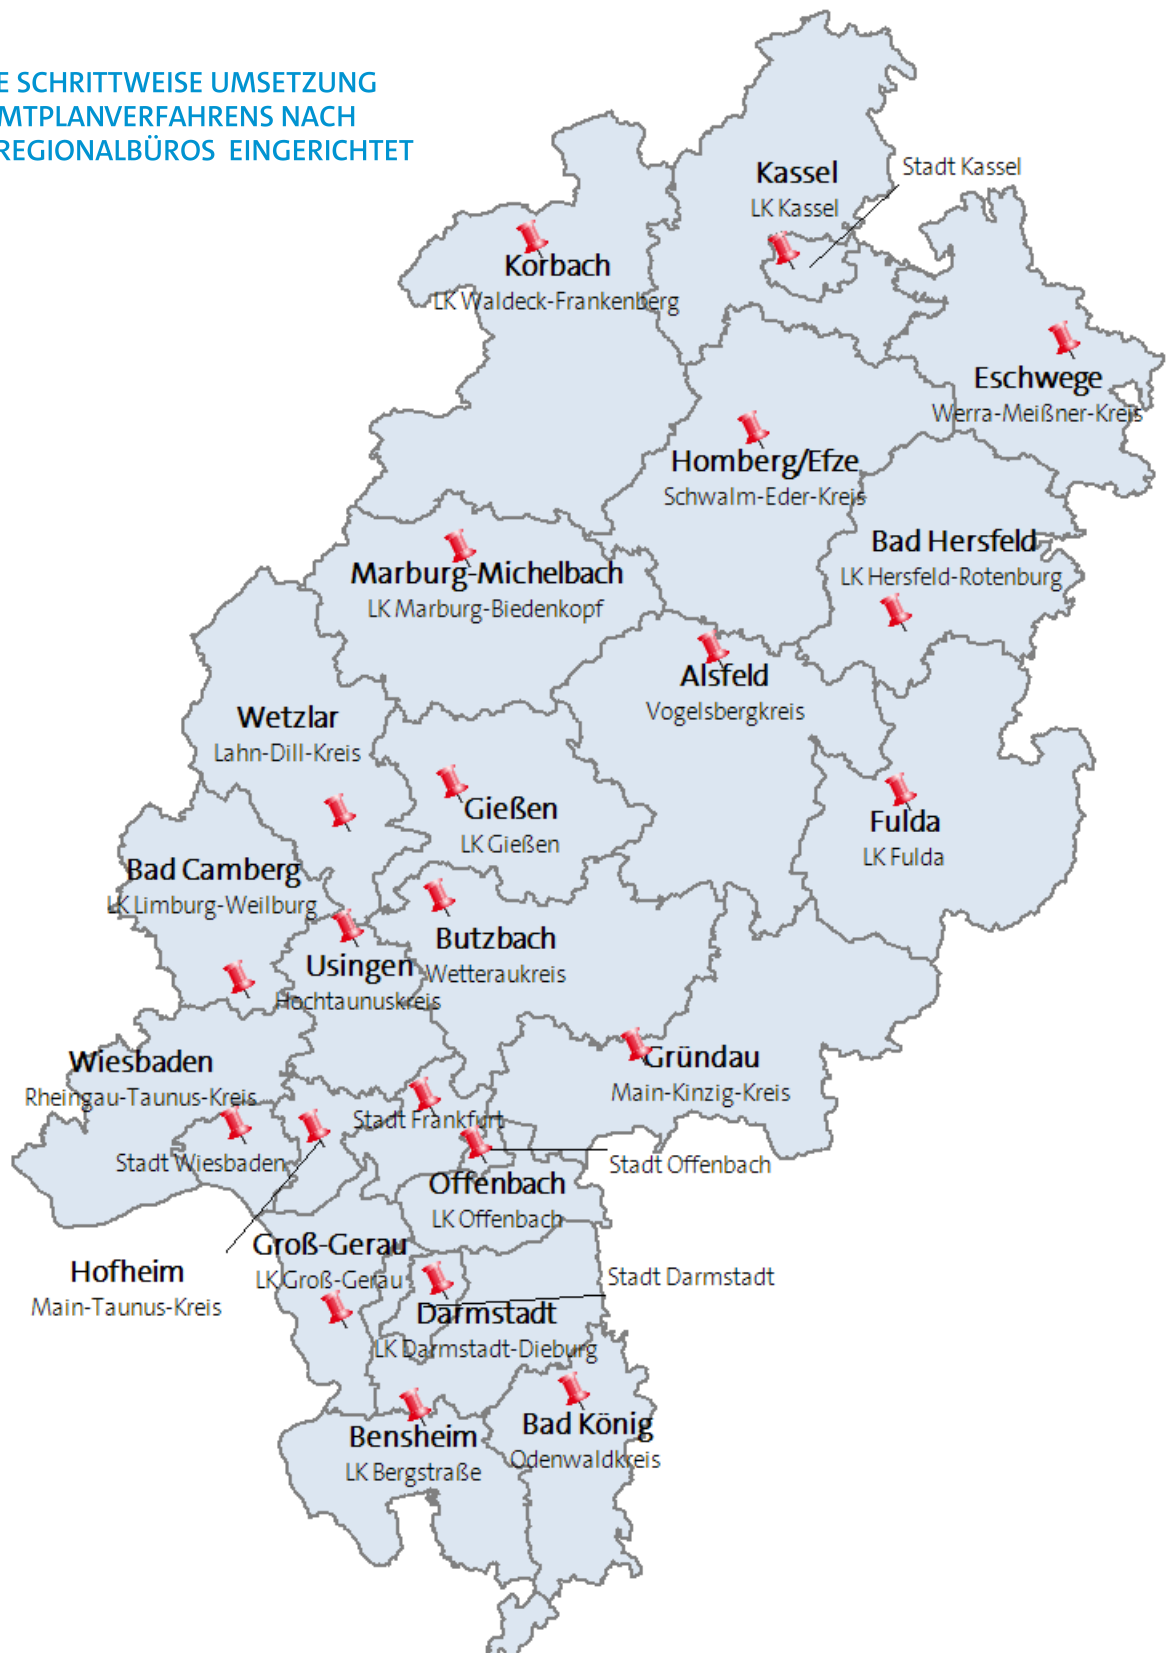 E SCHRITTWEISE UMSETZUNG
MTPLANVERFAHRENS NACH
REGIONALBÜROS EINGERICHTET
Kassel
LK Kassel
Stadt Kassel
Korbach
LK Waldeck-Frankenberg
Eschwege
Werra-Meißner-Kreis
Homberg/Efze
Schwalm-Eder-Kreis
Bad Hersfeld
LK Hersfeld-Rotenburg
Marburg-Michelbach
LK Marburg-Biedenkopf
Alsfeld
Vogelsbergkreis
Wetzlar
Lahn-Dill-Kreis
Gießen
LK Gießen
Fulda
LK Fulda
Bad Camberg
LK Limburg-Weilburg
Butzbach
Wetteraukreis
Usingen
Hochtaunuskreis
Wiesbaden
Rheingau-Taunus-Kreis
Gründau
Main-Kinzig-Kreis
Stadt Frankfurt
Stadt Wiesbaden
Stadt Offenbach
Offenbach
LK Offenbach
Hofheim
Main-Taunus-Kreis
Groß-Gerau
LK Groß-Gerau
Stadt Darmstadt
Darmstadt
LK Darmstadt-Dieburg
Bensheim
LK Bergstraße
Bad König
Odenwaldkreis